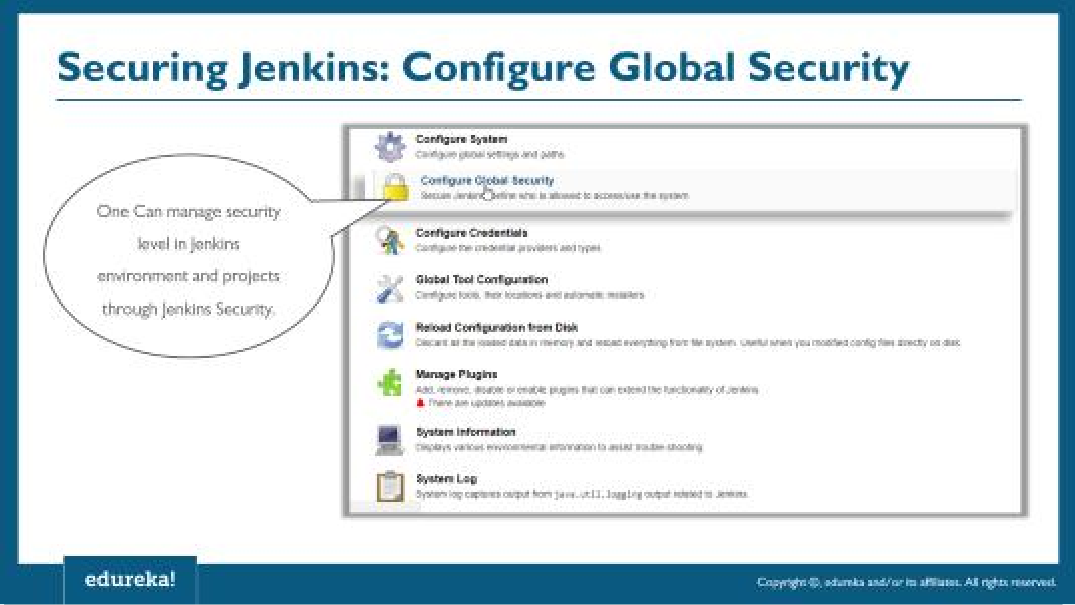 Securing Jenkins: Configure Global Security
One Can manage security
level in Jenkins
environment and projects
through Jenkins Security.
Configure System
Configure global settings and paths.
Configure Global Security
Secure Jenkins; define who is allowed to access/use the system.
Configure Credentials
Configure the credential providers and types
Global Tool Configuration
Configure tools, their locations and automatic installers.
Reload Configuration from Disk
Discard all the loaded data in memory and reload everything from file system. Useful when you modified config files directly on disk.
Manage Plugins
Add, remove, disable or enable plugins that can extend the functionality of Jenkins.
There are updates available
System Information
Displays various environmental information to assist trouble-shooting.
System Log
System log captures output from java.util.logging output related to Jenkins.
edureka!
Copyright ©, edureka and/or its affiliates. All rights reserved.